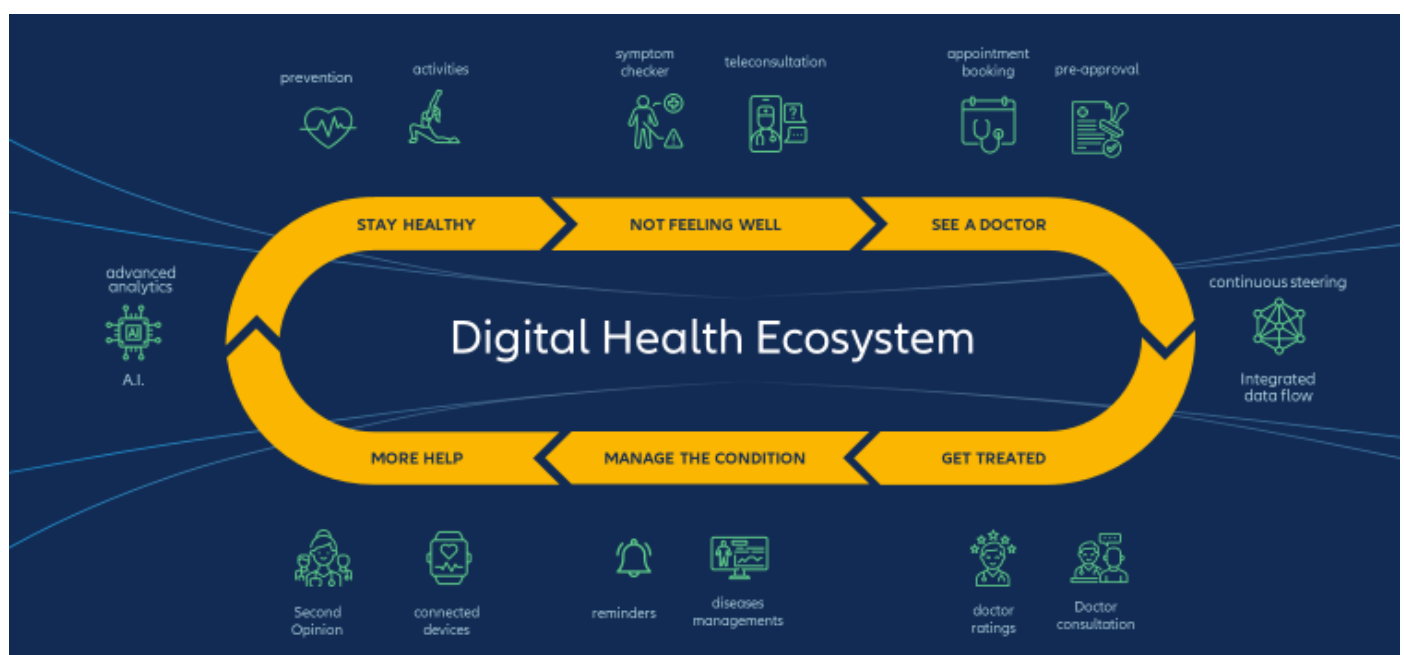 prevention
activities
symptom
checker
teleconsultation
appointment
booking
pre-approval
STAY HEALTHY
NOT FEELING WELL
SEE A DOCTOR
advanced
analytics
AI
A.I.
Digital Health Ecosystem
continuous steering
Integrated
data flow
MORE HELP
MANAGE THE CONDITION
GET TREATED
Second
Opinion
connected
devices
reminders
diseases
managements
doctor
ratings
Doctor
consultation